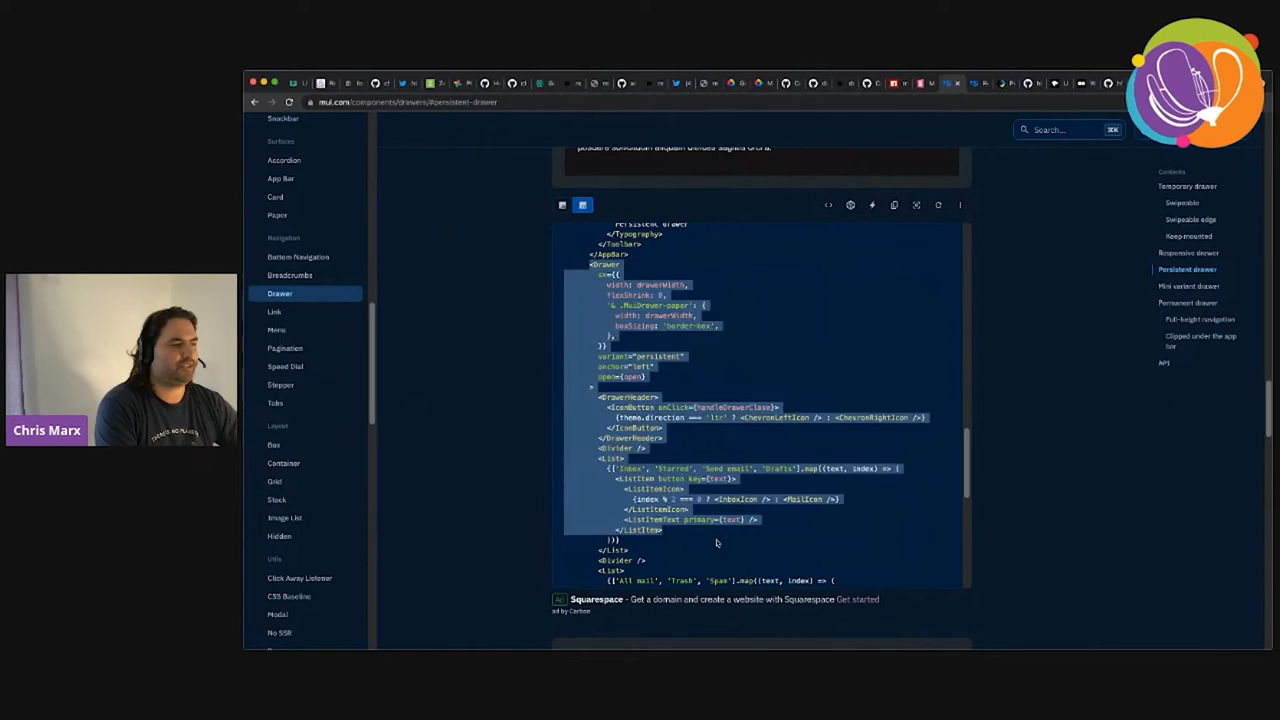 mui.com/components/drawers/#persistent-drawer
Snackbar
Surfaces
Accordion
App Bar
Card
Paper
Navigation
Bottom Navigation
Breadcrumbs
Drawer
Link
Menu
Pagination
Speed Dial
Stepper
Tabs
Layout
Box
Container
Grid
Stack
Image List
Hidden
Utils
Click Away Listener
CSS Baseline
Modal
No SSR
Search...
⌘K
Persistent drawer
</Typography>
</Toolbar>
</AppBar>
<Drawer
sx={{
width: drawerWidth,
flexShrink: 0,
'& .MuiDrawer-paper': {
width: drawerWidth,
boxSizing: 'border-box',
},
}}
variant="persistent"
anchor="left"
open={open}
>
<DrawerHeader>
<IconButton onClick={handleDrawerClose}>
{theme.direction === 'ltr' ? <ChevronLeftIcon /> : <ChevronRightIcon />}
</IconButton>
</DrawerHeader>
<Divider />
<List>
{['Inbox', 'Starred', 'Send email', 'Drafts'].map((text, index) => (
<ListItem button key={text}>
<ListItemIcon>
{index % 2 === 0 ? <InboxIcon /> : <MailIcon />}
</ListItemIcon>
<ListItemText primary={text} />
</ListItem>
))}
</List>
<Divider />
<List>
{['All mail', 'Trash', 'Spam'].map((text, index) => (
Ad Squarespace - Get a domain and create a website with Squarespace Get started
ad by Carbon
Contents
Temporary drawer
Swipeable
Swipeable edge
Keep mounted
Responsive drawer
Persistent drawer
Mini variant drawer
Permanent drawer
Full-height navigation
Clipped under the app
bar
API
Chris Marx